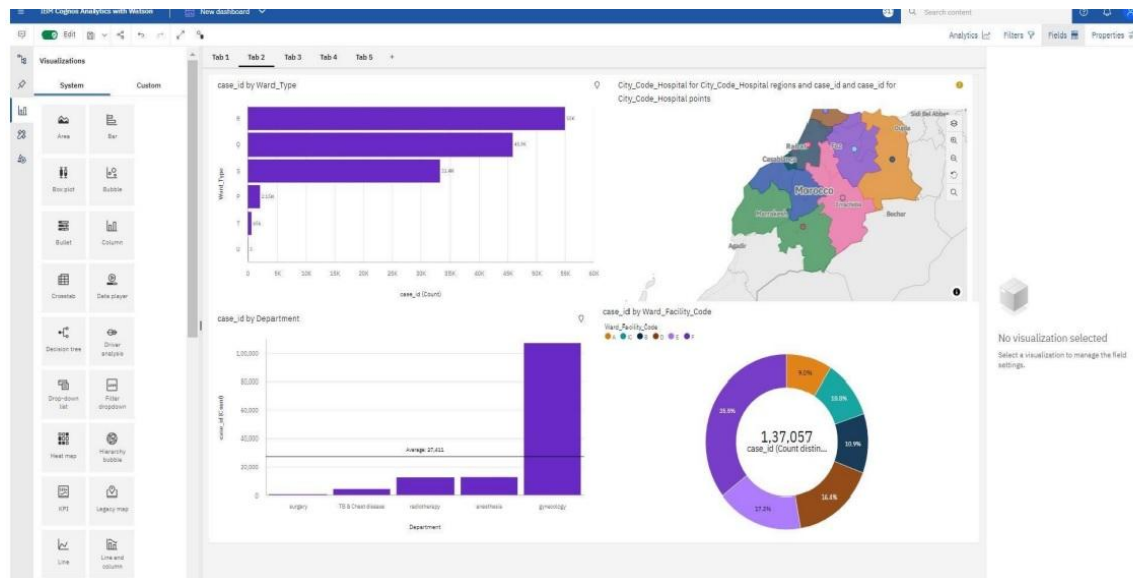 IBM Cognos Analytics with Watson
New dashboard
Search content
Edit
Analytics
Filters
Fields
Properties
Visualizations
System
Custom
Area
Bar
Box plot
Bubble
Bullet
Column
Crosstab
Data player
Decision tree
Driver
analysis
Drop-down
list
Filter
dropdown
Heat map
Hierarchy
bubble
KPI
Legacy map
Line
Line and
column
Tab 1
Tab 2
Tab 3
Tab 4
Tab 5
+
case_id by Ward_Type
Ward_Type
R
Q
S
P
T
U
0
5K
10K
15K
20K
25K
30K
35K
40K
45K
50K
55K
60K
case_id (Count)
City_Code_Hospital for City_Code_Hospital regions and case_id and case_id for
City_Code_Hospital points
Sidi Bel Abbes
Oujda
Rabat
Fez
Casablanca
Morocco
Errachidia
Marrakesh
Bechar
Agadir
case_id by Department
case_id (Count)
1,00,000
80,000
60,000
40,000
20,000
0
Average: 27,411
surgery
TB & Chest disease
radiotherapy
anesthesia
gynecology
Department
case_id by Ward_Facility_Code
Ward_Facility_Code
A
C
B
D
E
F
9.0%
10.9%
16.4%
17.2%
1,37,057
case_id (Count distin...
No visualization selected
Select a visualization to manage the field
settings.